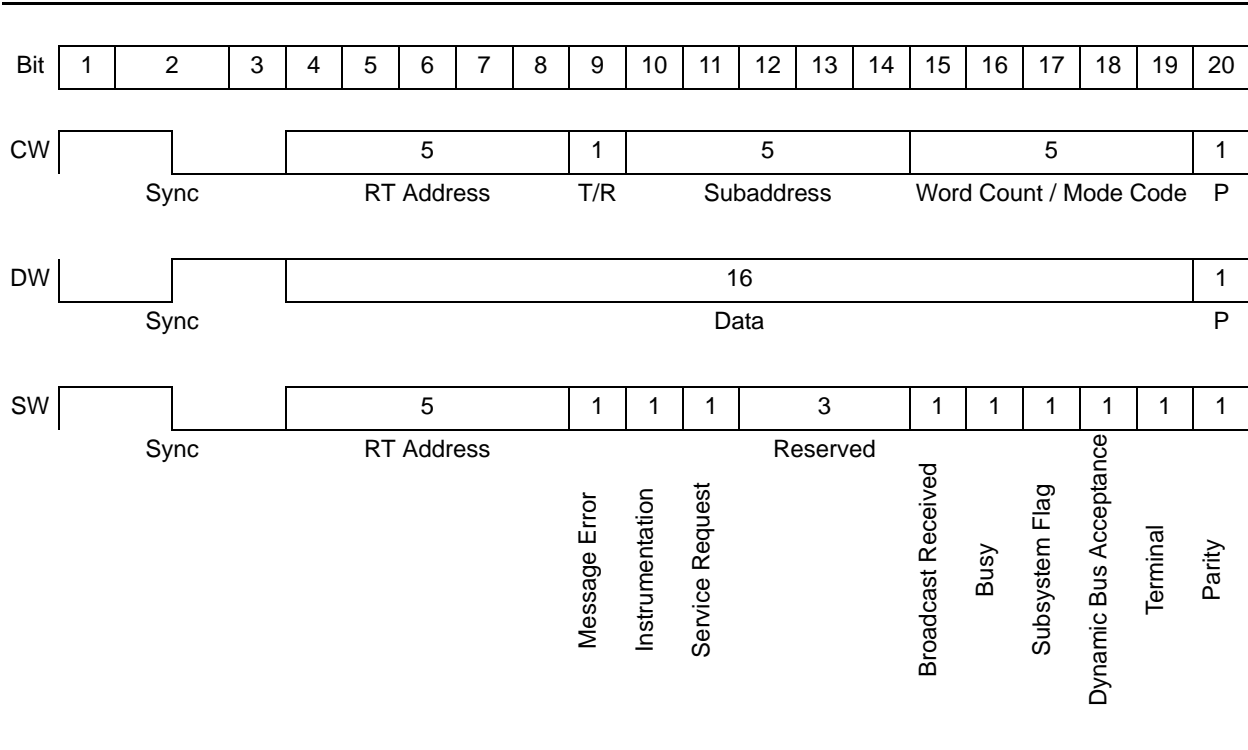 Bit 1 2 3 4 5 6 7 8 9 10 11 12 13 14 15 16 17 18 19 20
CW 5 1 5 5 1
Sync RT Address T/R Subaddress Word Count / Mode Code P
DW 16 1
Sync Data P
SW 5 1 1 1 3 1 1 1 1 1 1
Sync RT Address Reserved
Message Error
Instrumentation
Service Request
Broadcast Received
Busy
Subsystem Flag
Dynamic Bus Acceptance
Terminal
Parity